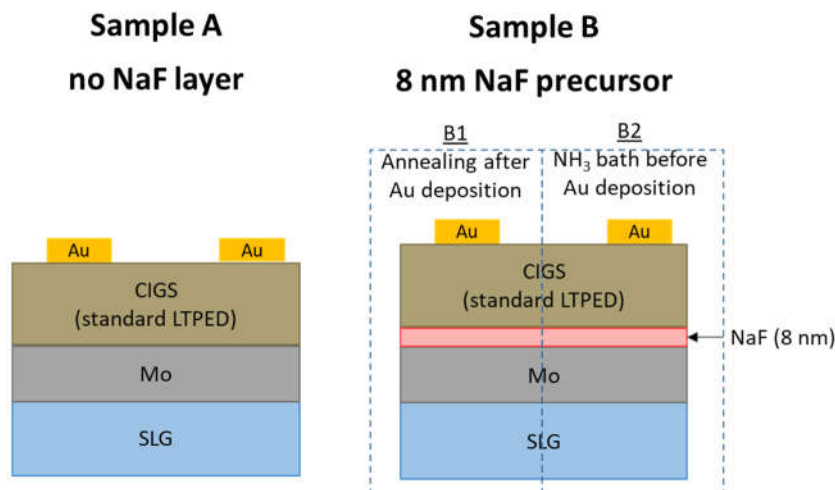 Sample A
no NaF layer
Au
Au
CIGS
(standard LTPED)
Mo
SLG
Sample B
8 nm NaF precursor
B1
Annealing after
Au deposition
B2
NH₃ bath before
Au deposition
Au
Au
CIGS
(standard LTPED)
NaF (8 nm)
Mo
SLG